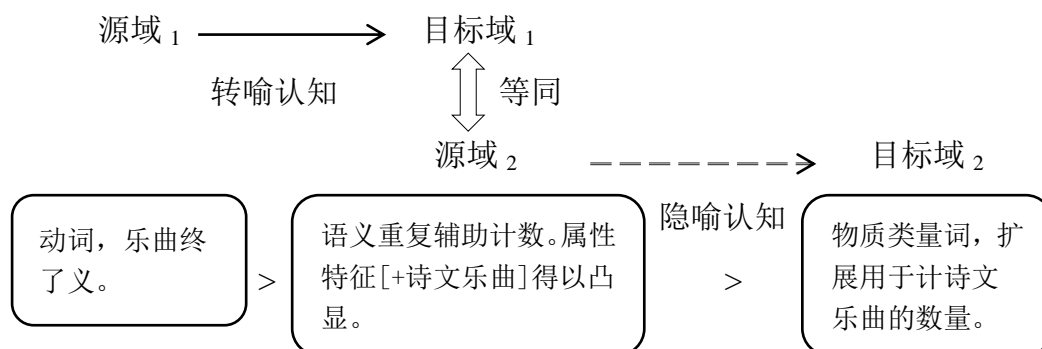 源域1 目标域1
转喻认知 等同
源域2 目标域2
隐喻认知
动词，乐曲终
了义。
>
语义重复辅助计数。属性
特征[+诗文乐曲]得以凸
显。
>
物质类量词，扩
展用于计诗文
乐曲的数量。